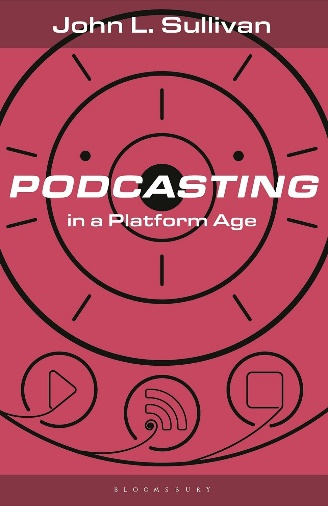 John L. Sullivan
PODCASTING
in a Platform Age
BLOOMSBURY